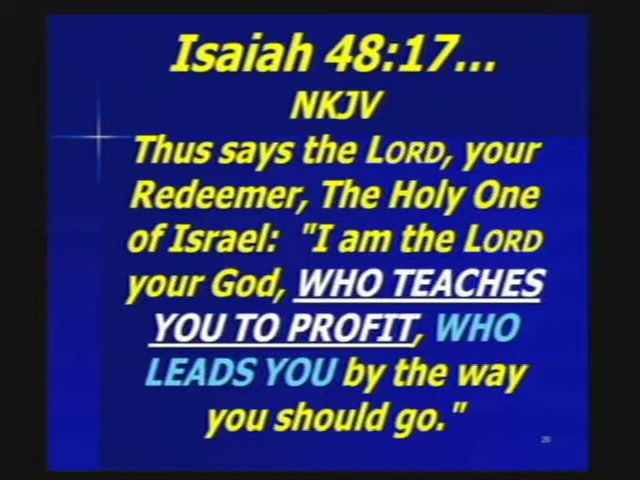 Isaiah 48:17...
NKJV
Thus says the LORD, your
Redeemer, The Holy One
of Israel: "I am the LORD
your God, WHO TEACHES
YOU TO PROFIT, WHO
LEADS YOU by the way
you should go."
20